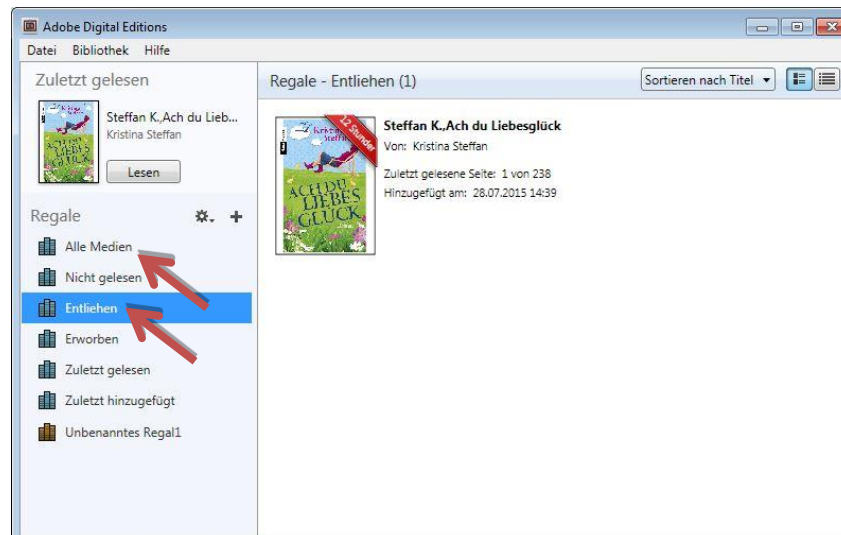 Adobe Digital Editions
Datei Bibliothek Hilfe
Zuletzt gelesen
Steffan K.,Ach du Lieb...
Kristina Steffan
Lesen
Regale
Alle Medien
Nicht gelesen
Entliehen
Erworben
Zuletzt gelesen
Zuletzt hinzugefügt
Unbenanntes Regal1
Regale - Entliehen (1)
Sortieren nach Titel
12 Stunden
Kristina
Steffan
ACH DU
LIEBES
GLÜCK
Steffan K.,Ach du Liebesglück
Von: Kristina Steffan
Zuletzt gelesene Seite: 1 von 238
Hinzugefügt am: 28.07.2015 14:39